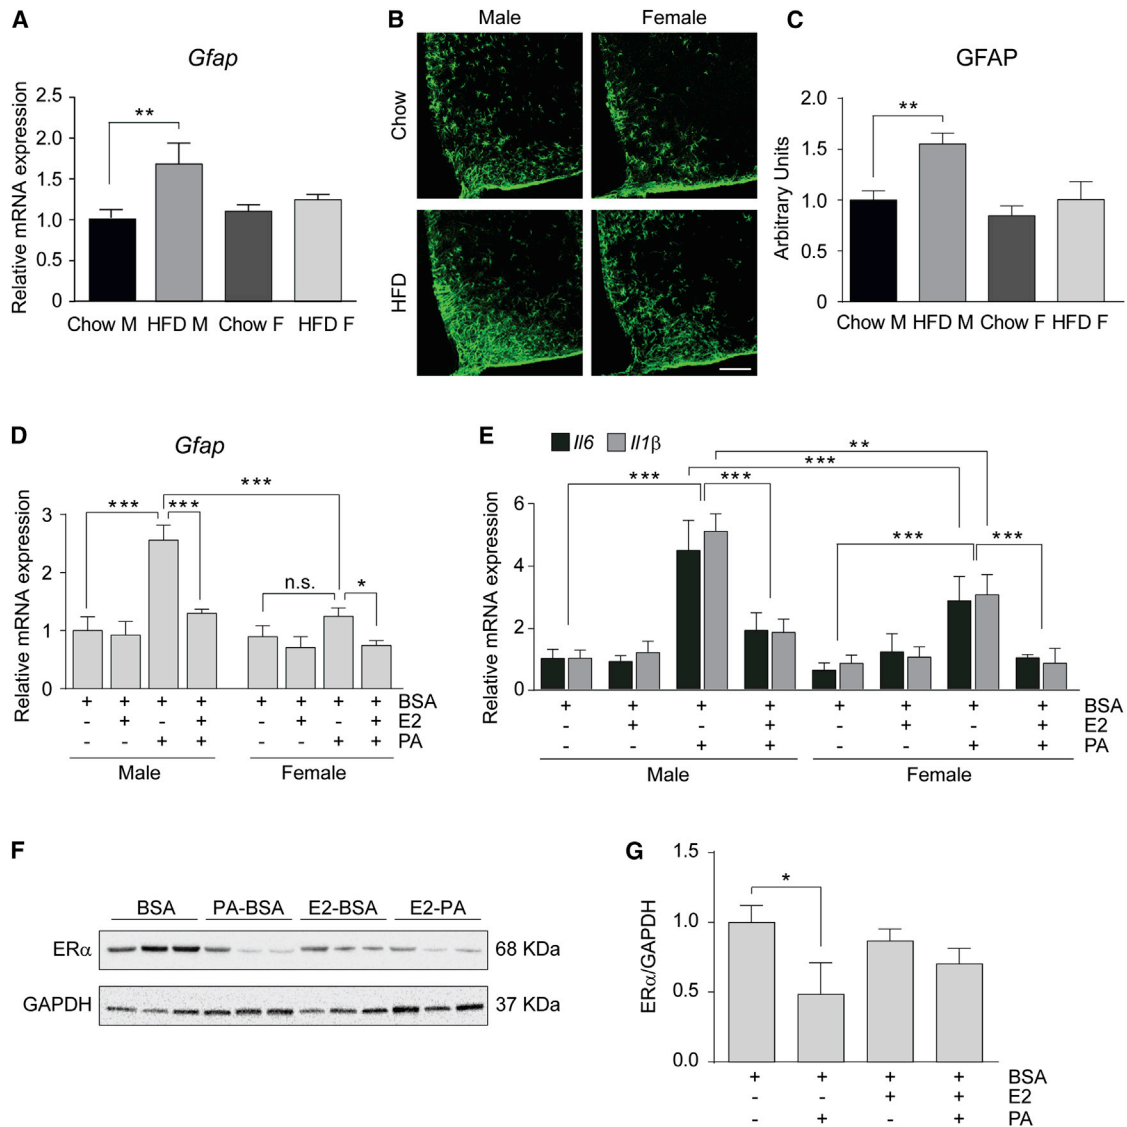 A
Gfap
Relative mRNA expression
2.5
2.0
1.5
1.0
0.5
0
**
Chow M HFD M Chow F HFD F
B
Male Female
Chow
HFD
C
GFAP
Arbitrary Units
2.0
1.5
1.0
0.5
0
**
Chow M HFD M Chow F HFD F
D
Gfap
Relative mRNA expression
3
2
1
0
***
*** ***
n.s. *
+ + + + + + + + BSA
- + - + - + - + E2
- - + + - - + + PA
Male Female
E
Il6 Il1β
Relative mRNA expression
6
4
2
0
**
***
*** ***
*** ***
+ + + + + + + + BSA
- + - + - + - + E2
- - + + - - + + PA
Male Female
F
BSA PA-BSA E2-BSA E2-PA
ERα 68 KDa
GAPDH 37 KDa
G
ERα/GAPDH
1.5
1.0
0.5
0.0
*
+ + + + BSA
- - + + E2
- + - + PA